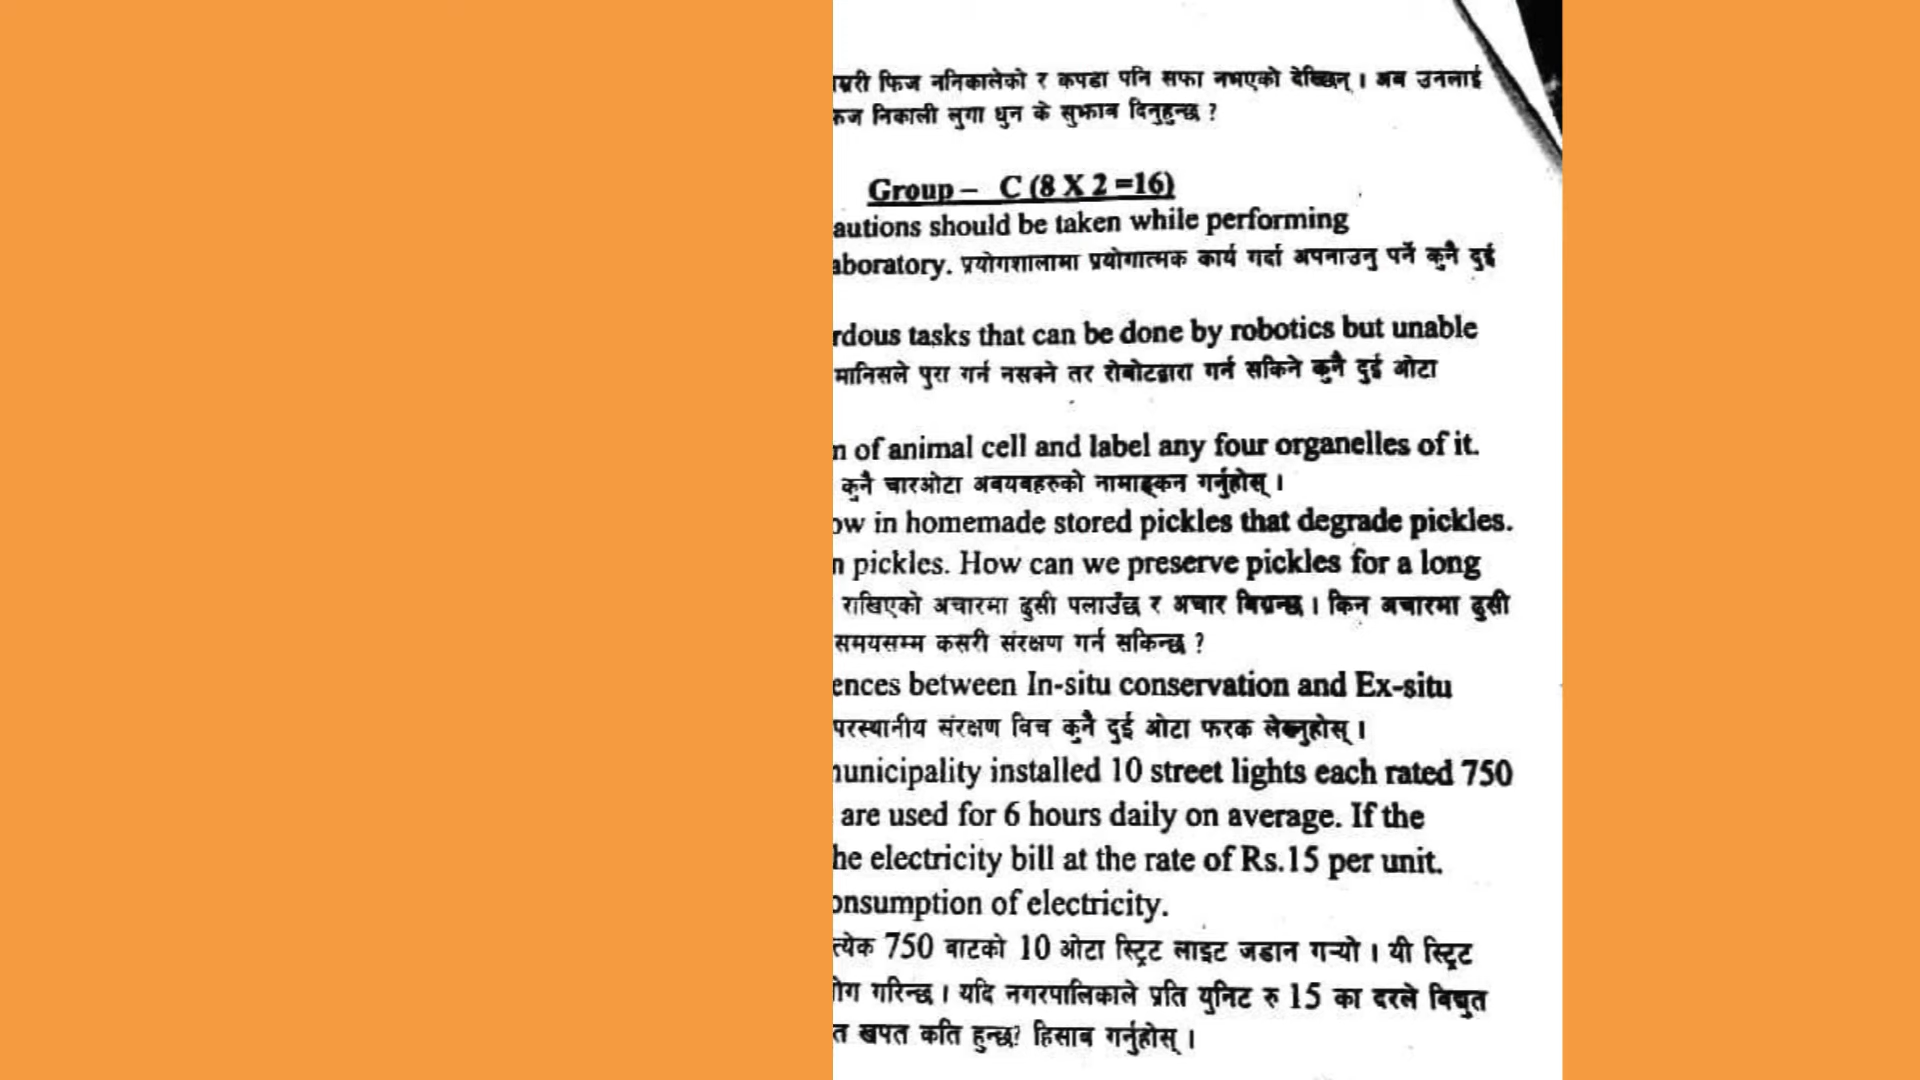 फिज ननिकालेको र कपडा पनि सफा नभएको देखिछन् । अब उनलाई
निकाली लुगा धुन के सुझाव दिनुहुन्छ ?
Group – C (8 X 2 =16)
autions should be taken while performing
aboratory. प्रयोगशालामा प्रयोगात्मक कार्य गर्दा अपनाउनु पर्ने कुनै दुई
rdous tasks that can be done by robotics but unable
मानिसले पुरा गर्न नसक्ने तर रोबोटद्वारा गर्न सकिने कुनै दुई ओटा
n of animal cell and label any four organelles of it.
कुनै चारओटा अवयवहरुको नामाङ्कन गर्नुहोस् ।
ow in homemade stored pickles that degrade pickles.
n pickles. How can we preserve pickles for a long
राखिएको अचारमा ढुसी पलाउँछ र अचार बिग्रन्छ । किन अचारमा ढुसी
समयसम्म कसरी संरक्षण गर्न सकिन्छ ?
ences between In-situ conservation and Ex-situ
परस्थानीय संरक्षण विच कुनै दुई ओटा फरक लेख्नुहोस् ।
unicipality installed 10 street lights each rated 750
are used for 6 hours daily on average. If the
he electricity bill at the rate of Rs.15 per unit.
onsumption of electricity.
त्येक 750 वाटको 10 ओटा स्ट्रिट लाइट जडान गर्‍यो । यी स्ट्रिट
गरिन्छ । यदि नगरपालिकाले प्रति युनिट रु 15 का दरले विद्युत
त खपत कति हुन्छ? हिसाब गर्नुहोस् ।